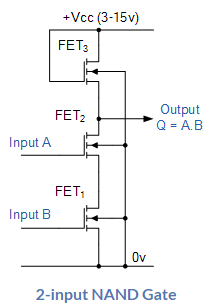 +Vcc (3-15v)
FET3
FET2
Output
Q = A.B
Input A
FET1
Input B
0v
2-input NAND Gate